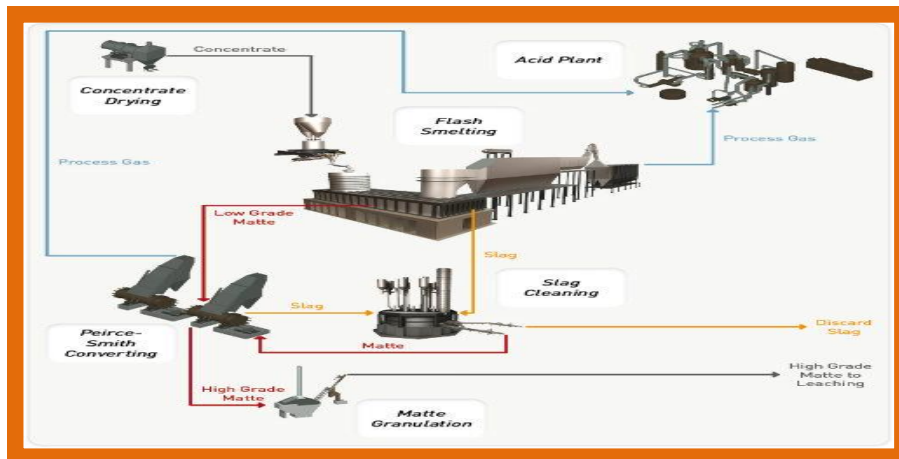 Concentrate
Acid Plant
Concentrate
Drying
Flash
Smelting
Process Gas
Process Gas
Low Grade
Matte
Slag
Slag
Cleaning
Slag
Discard
Slag
Peirce-
Smith
Converting
Matte
High Grade
Matte to
Leaching
High Grade
Matte
Matte
Granulation